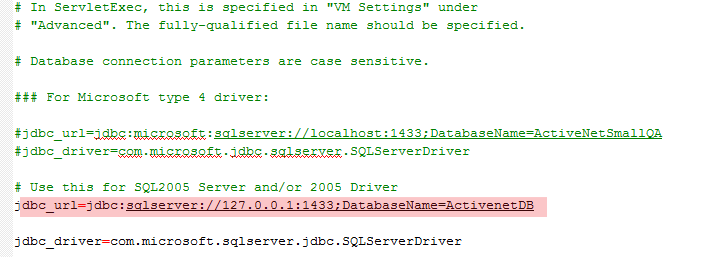 # In ServletExec, this is specified in "VM Settings" under
# "Advanced". The fully-qualified file name should be specified.
# Database connection parameters are case sensitive.
### For Microsoft type 4 driver:
#jdbc_url=jdbc:microsoft:sqlserver://localhost:1433;DatabaseName=ActiveNetSmallQA
#jdbc_driver=com.microsoft.jdbc.sqlserver.SQLServerDriver
# Use this for SQL2005 Server and/or 2005 Driver
jdbc_url=jdbc:sqlserver://127.0.0.1:1433;DatabaseName=ActivenetDB
jdbc_driver=com.microsoft.sqlserver.jdbc.SQLServerDriver